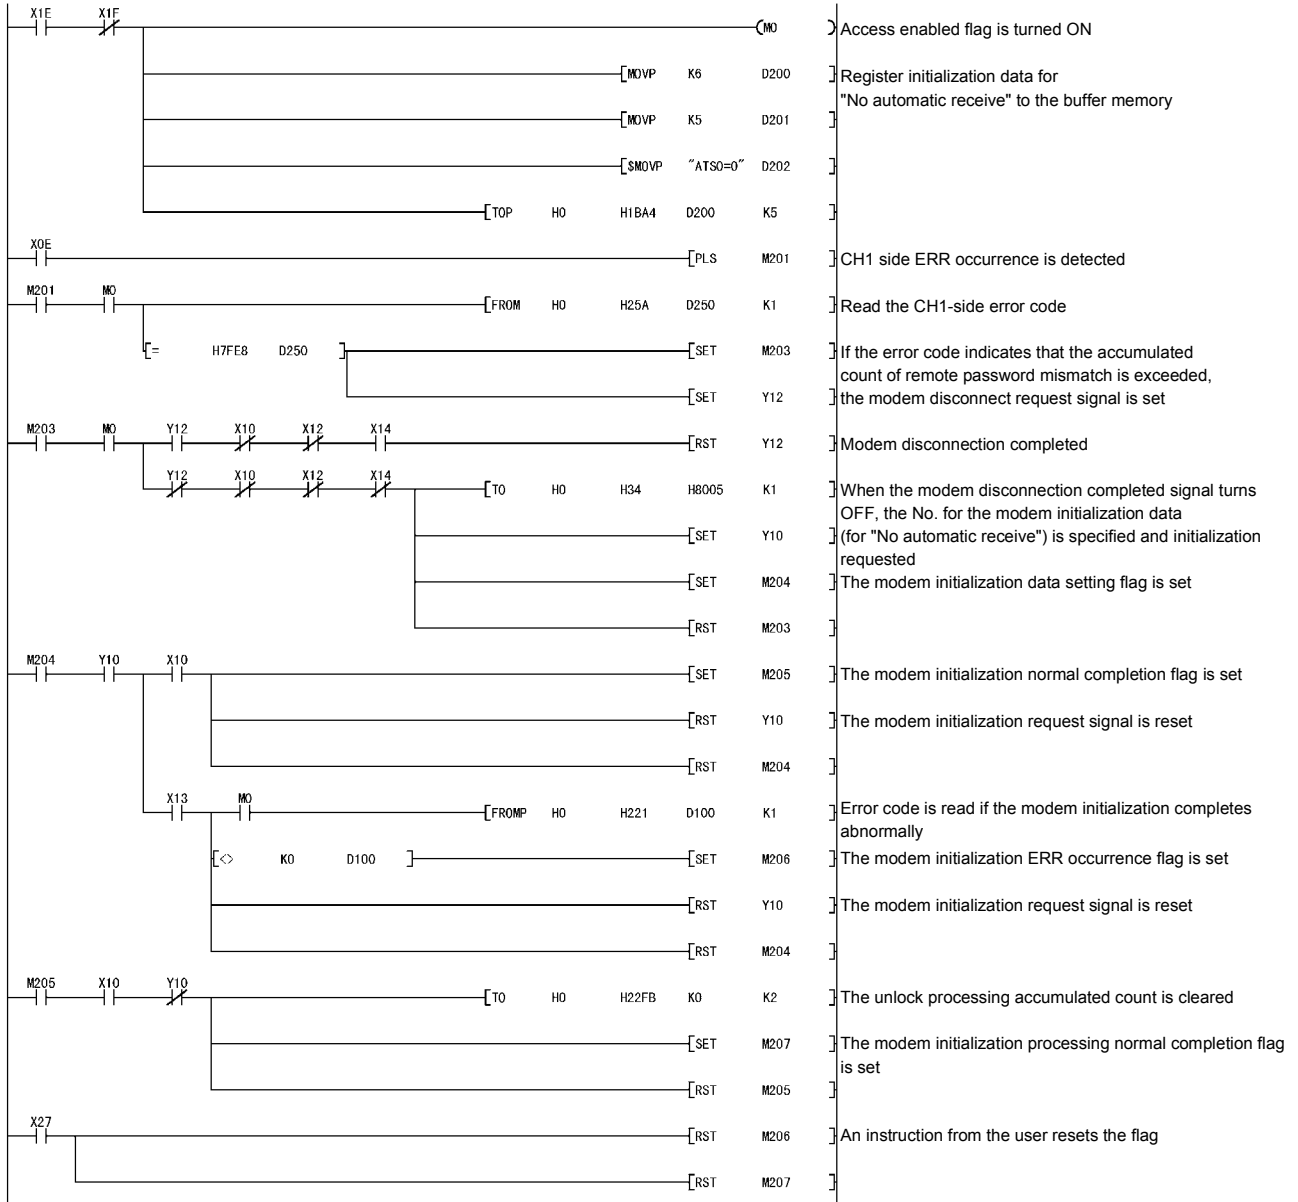 X1E X1F
(M0 ) Access enabled flag is turned ON
[MOVP K6 D200 ] Register initialization data for
"No automatic receive" to the buffer memory
[MOVP K5 D201 ]
[$MOVP "ATS0=0" D202 ]
[TOP H0 H1BA4 D200 K5 ]
X0E
[PLS M201 ] CH1 side ERR occurrence is detected
M201 M0
[FROM H0 H25A D250 K1 ] Read the CH1-side error code
[= H7FE8 D250 ] [SET M203 ] If the error code indicates that the accumulated
count of remote password mismatch is exceeded,
[SET Y12 ] the modem disconnect request signal is set
M203 M0 Y12 X10 X12 X14
[RST Y12 ] Modem disconnection completed
Y12 X10 X12 X14
[TO H0 H34 H8005 K1 ] When the modem disconnection completed signal turns
OFF, the No. for the modem initialization data
[SET Y10 ] (for "No automatic receive") is specified and initialization
requested
[SET M204 ] The modem initialization data setting flag is set
[RST M203 ]
M204 Y10 X10
[SET M205 ] The modem initialization normal completion flag is set
[RST Y10 ] The modem initialization request signal is reset
[RST M204 ]
X13 M0
[FROMP H0 H221 D100 K1 ] Error code is read if the modem initialization completes
abnormally
[<> K0 D100 ] [SET M206 ] The modem initialization ERR occurrence flag is set
[RST Y10 ] The modem initialization request signal is reset
[RST M204 ]
M205 X10 Y10
[TO H0 H22FB K0 K2 ] The unlock processing accumulated count is cleared
[SET M207 ] The modem initialization processing normal completion flag
is set
[RST M205 ]
X27
[RST M206 ] An instruction from the user resets the flag
[RST M207 ]